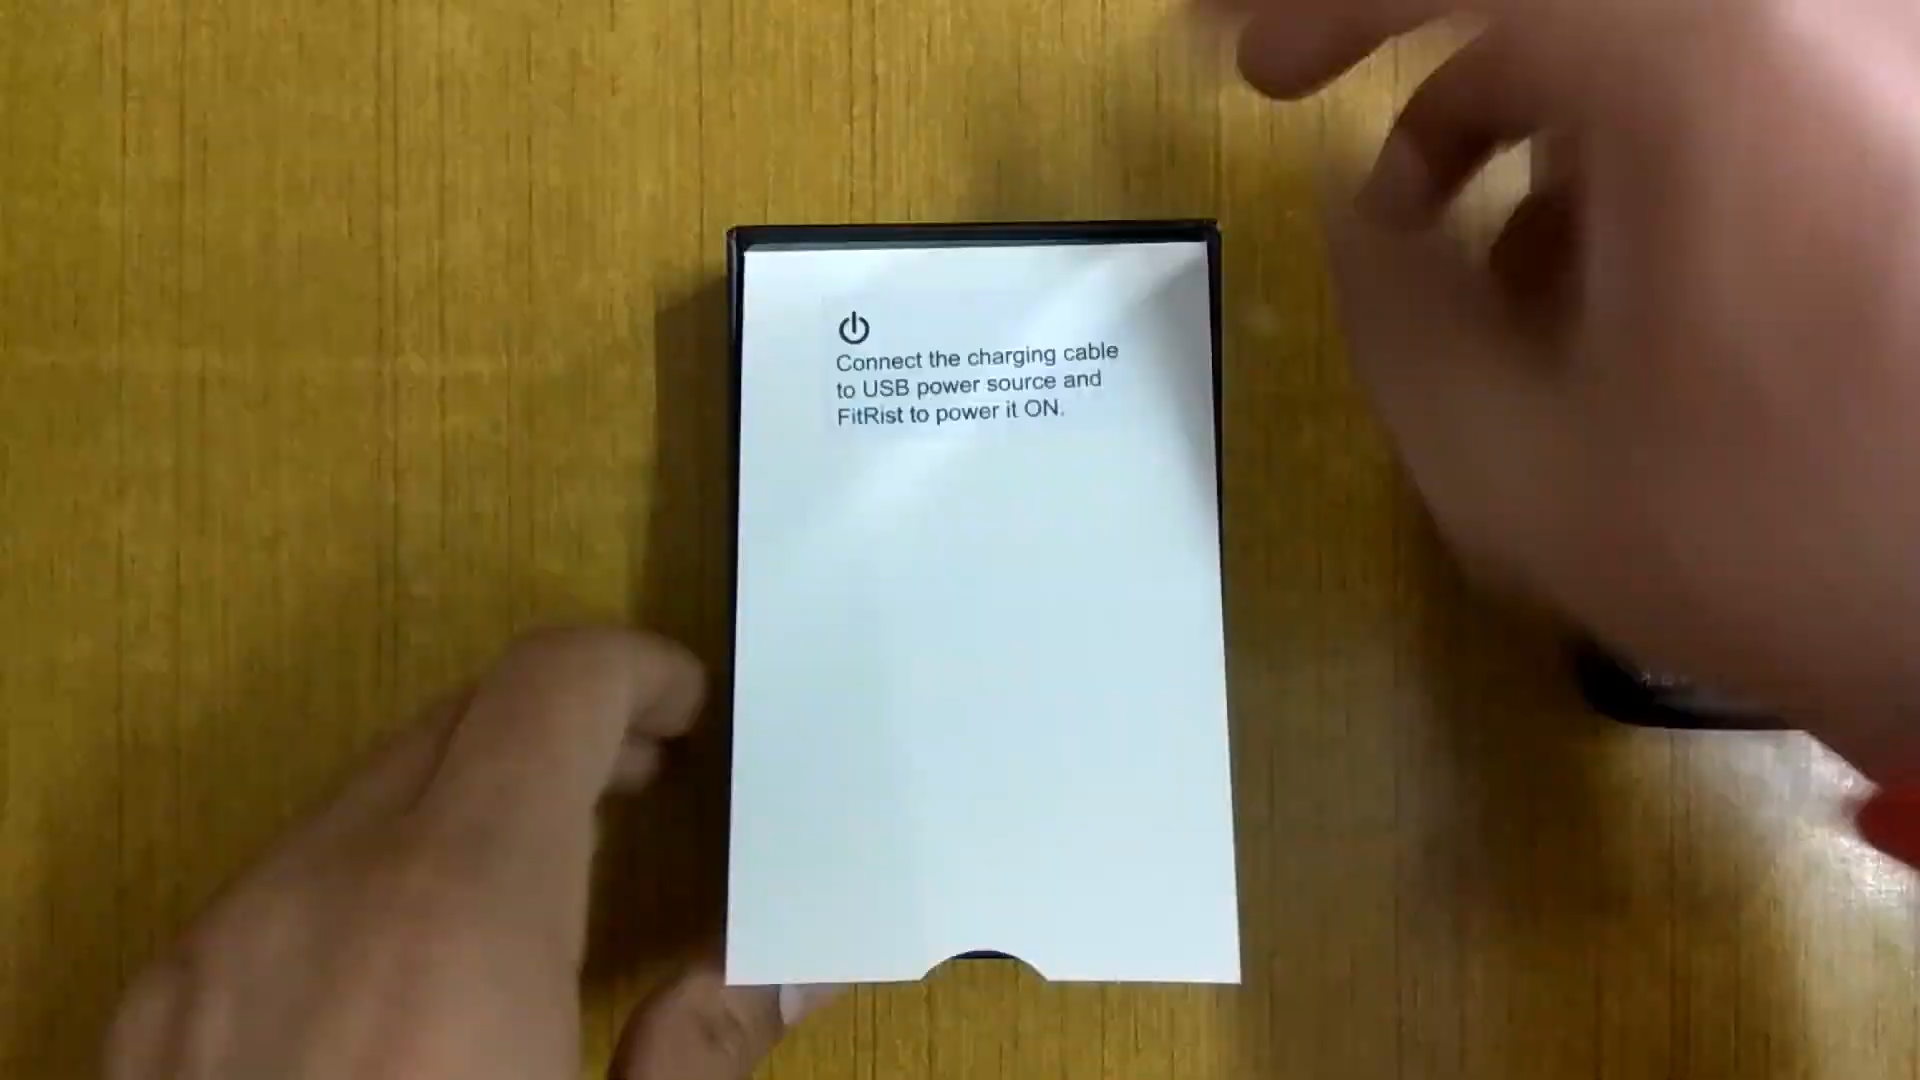 Connect the charging cable
to USB power source and
FitRist to power it ON.